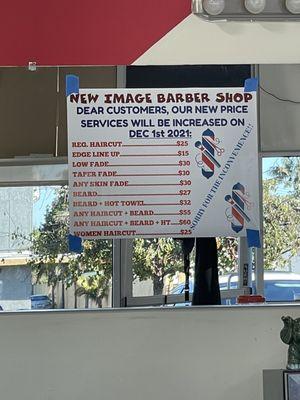 NEW IMAGE BARBER SHOP
DEAR CUSTOMERS, OUR NEW PRICE
SERVICES WILL BE INCREASED ON
DEC 1st 2021:
REG. HAIRCUT $25
EDGE LINE UP $15
LOW FADE $30
TAPER FADE $30
ANY SKIN FADE $30
BEARD $27
BEARD + HOT TOWEL $32
ANY HAIRCUT + BEARD $55
ANY HAIRCUT + BEARD + HT $60
WOMEN HAIRCUT $25
SORRY FOR THE INCONVENIENCE!!